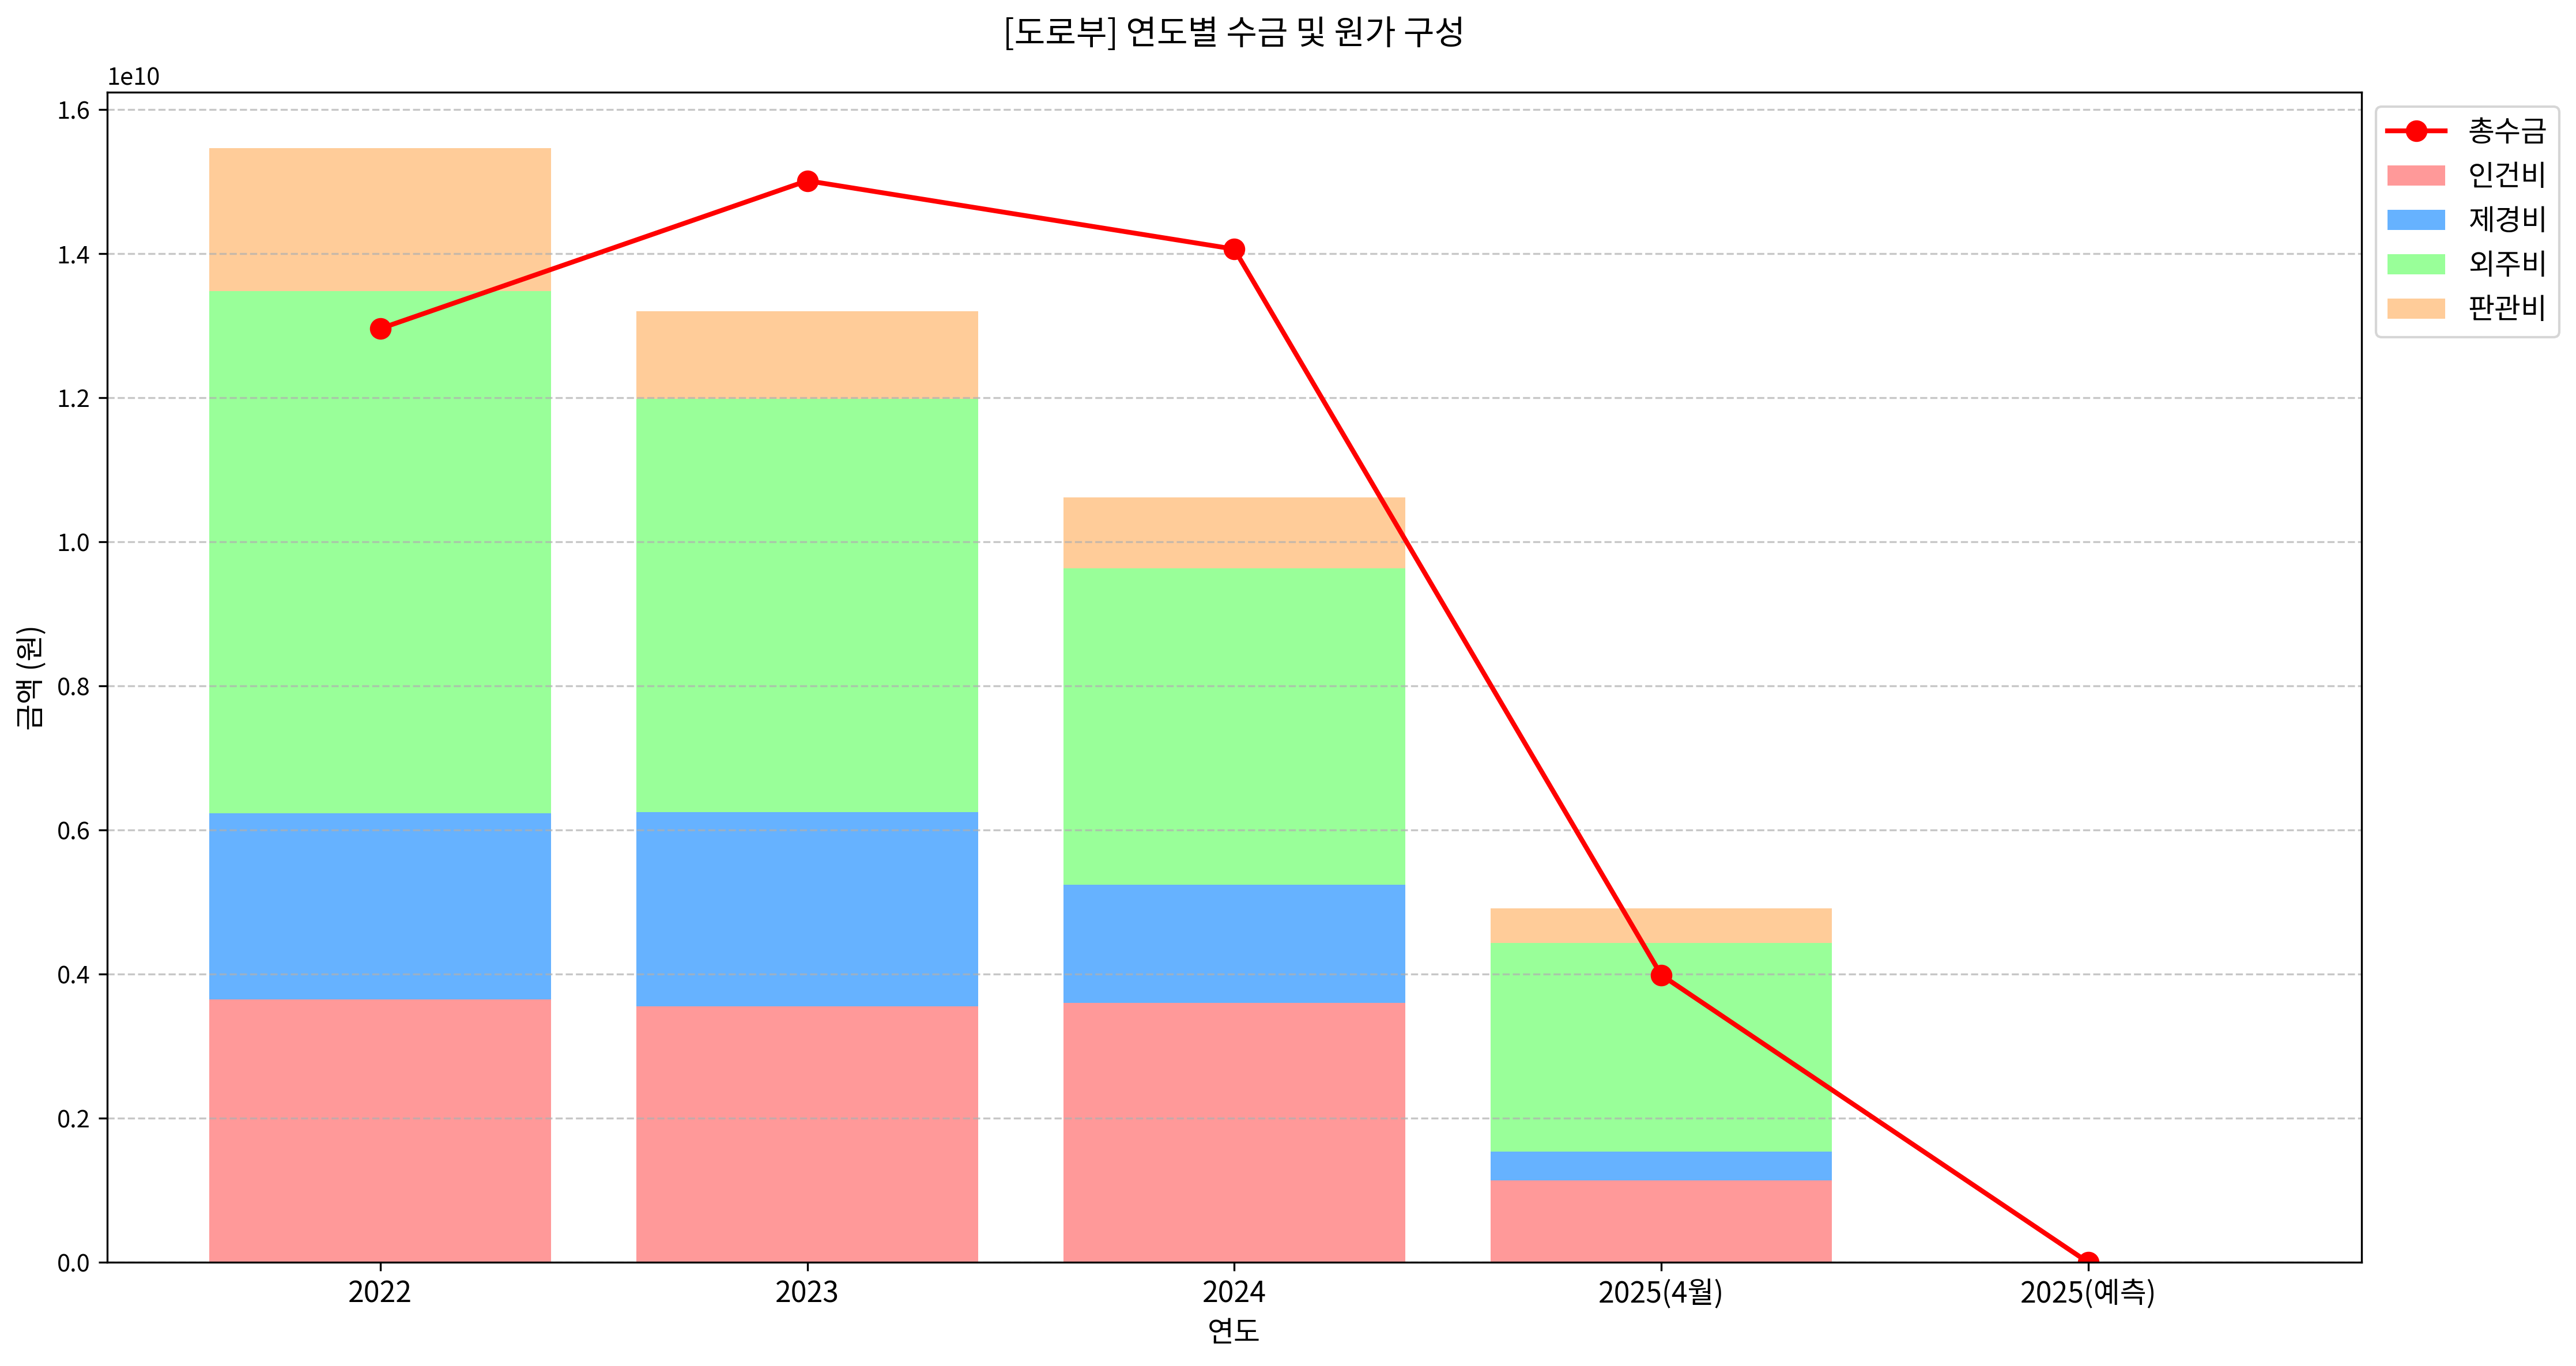 [도로부] 연도별 수금 및 원가 구성
1e10
1.6
1.4
1.2
1.0
0.8
0.6
0.4
0.2
0.0
금액 (원)
2022
2023
2024
2025(4월)
2025(예측)
연도
총수금
인건비
제경비
외주비
판관비